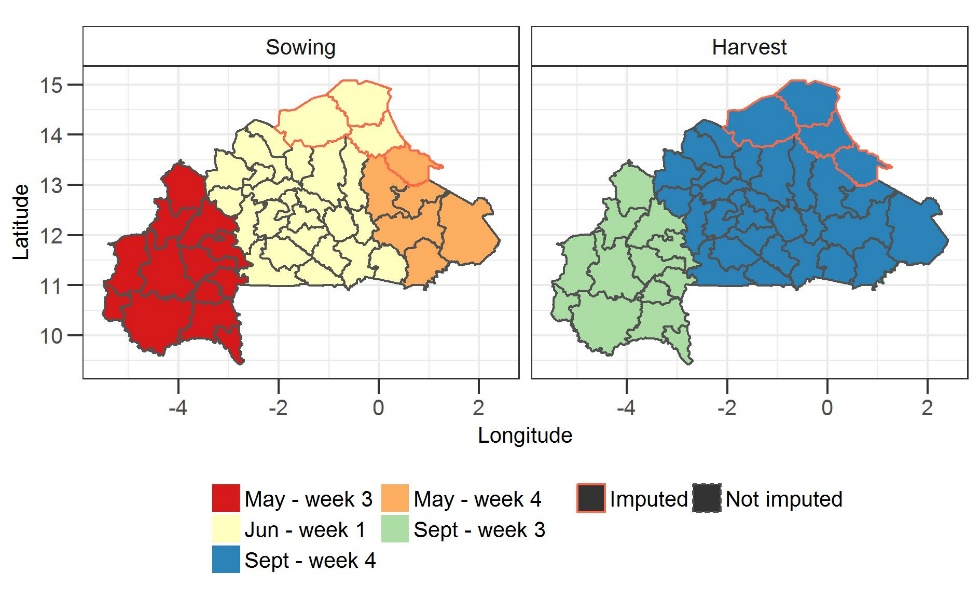 Sowing Harvest
15
14
13
12
11
10
Latitude
-4 -2 0 2 -4 -2 0 2
Longitude
May - week 3 May - week 4 Imputed Not imputed
Jun - week 1 Sept - week 3
Sept - week 4